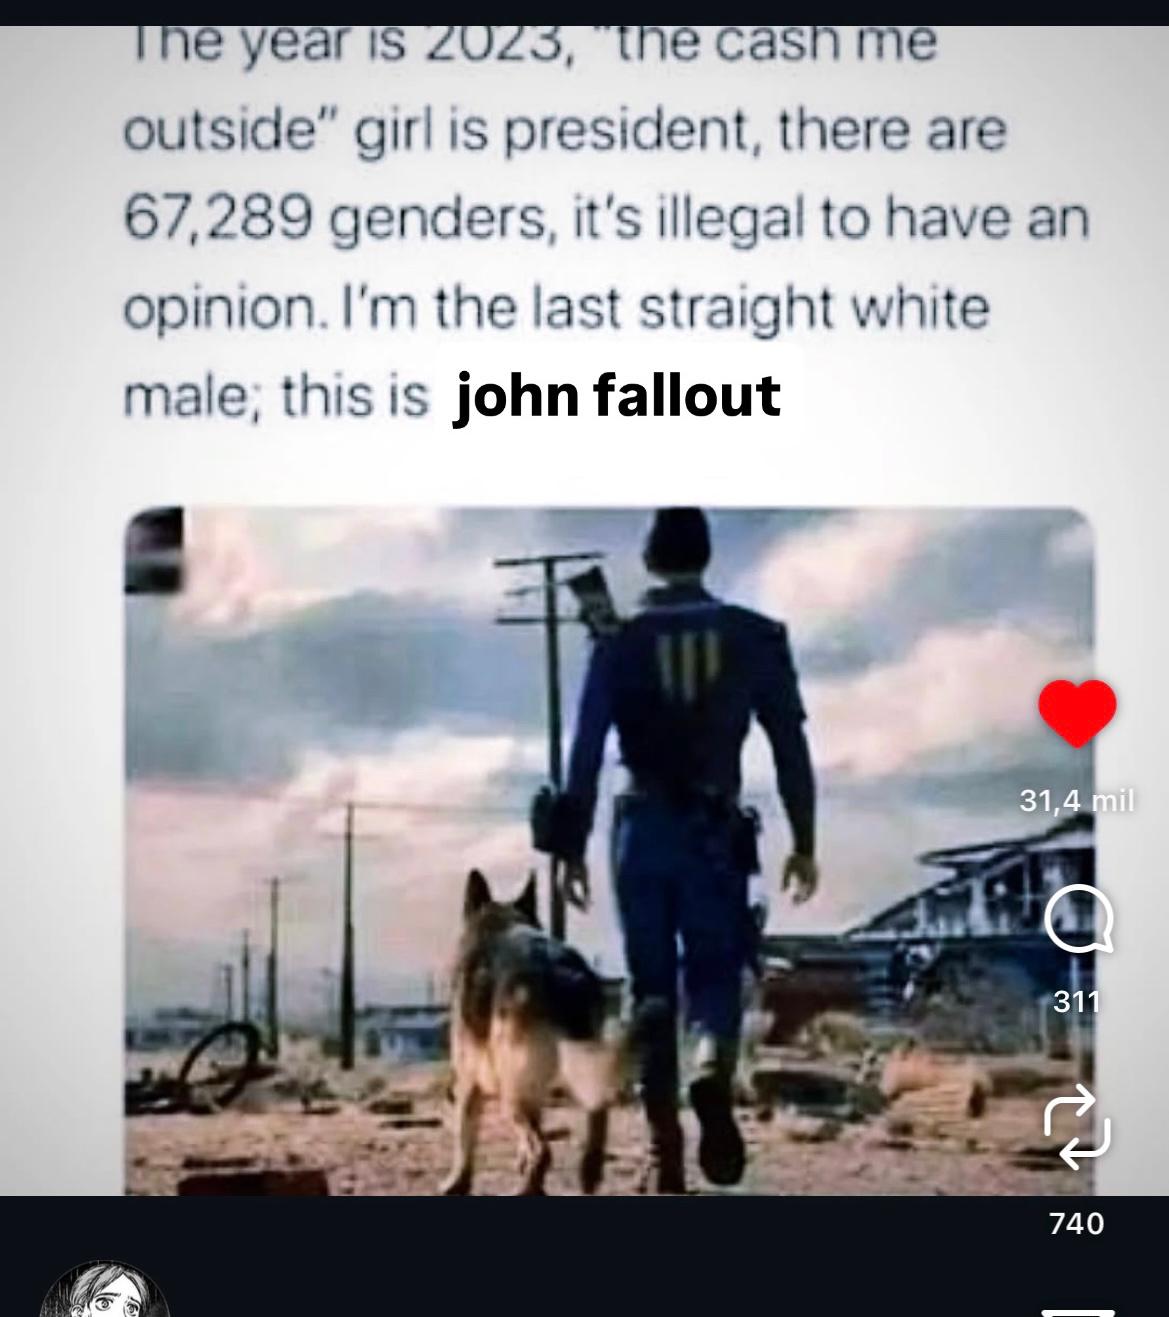 The year is 2023, "the cash me
outside" girl is president, there are
67,289 genders, it's illegal to have an
opinion. I'm the last straight white
male; this is john fallout
31,4 mil
311
740